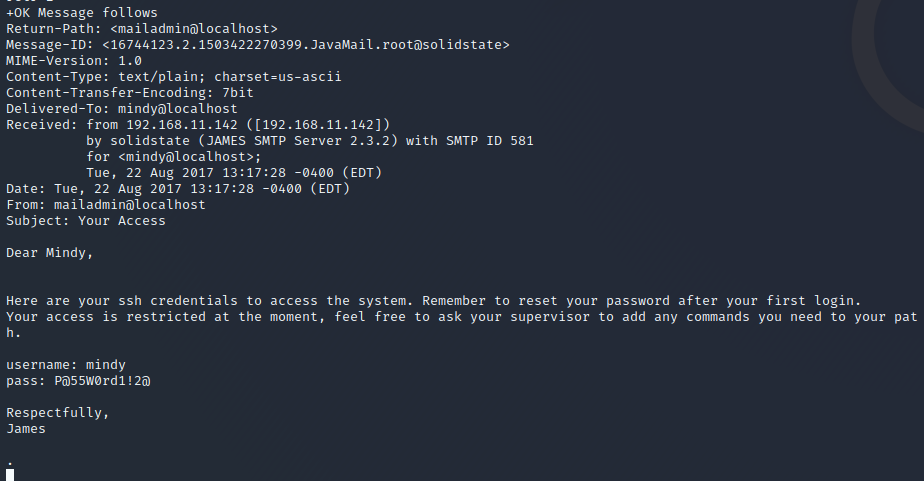 +OK Message follows
Return-Path: <mailadmin@localhost>
Message-ID: <16744123.2.1503422270399.JavaMail.root@solidstate>
MIME-Version: 1.0
Content-Type: text/plain; charset=us-ascii
Content-Transfer-Encoding: 7bit
Delivered-To: mindy@localhost
Received: from 192.168.11.142 ([192.168.11.142])
          by solidstate (JAMES SMTP Server 2.3.2) with SMTP ID 581
          for <mindy@localhost>;
          Tue, 22 Aug 2017 13:17:28 -0400 (EDT)
Date: Tue, 22 Aug 2017 13:17:28 -0400 (EDT)
From: mailadmin@localhost
Subject: Your Access

Dear Mindy,


Here are your ssh credentials to access the system. Remember to reset your password after your first login.
Your access is restricted at the moment, feel free to ask your supervisor to add any commands you need to your pat
h.

username: mindy
pass: P@55W0rd1!2@

Respectfully,
James

.